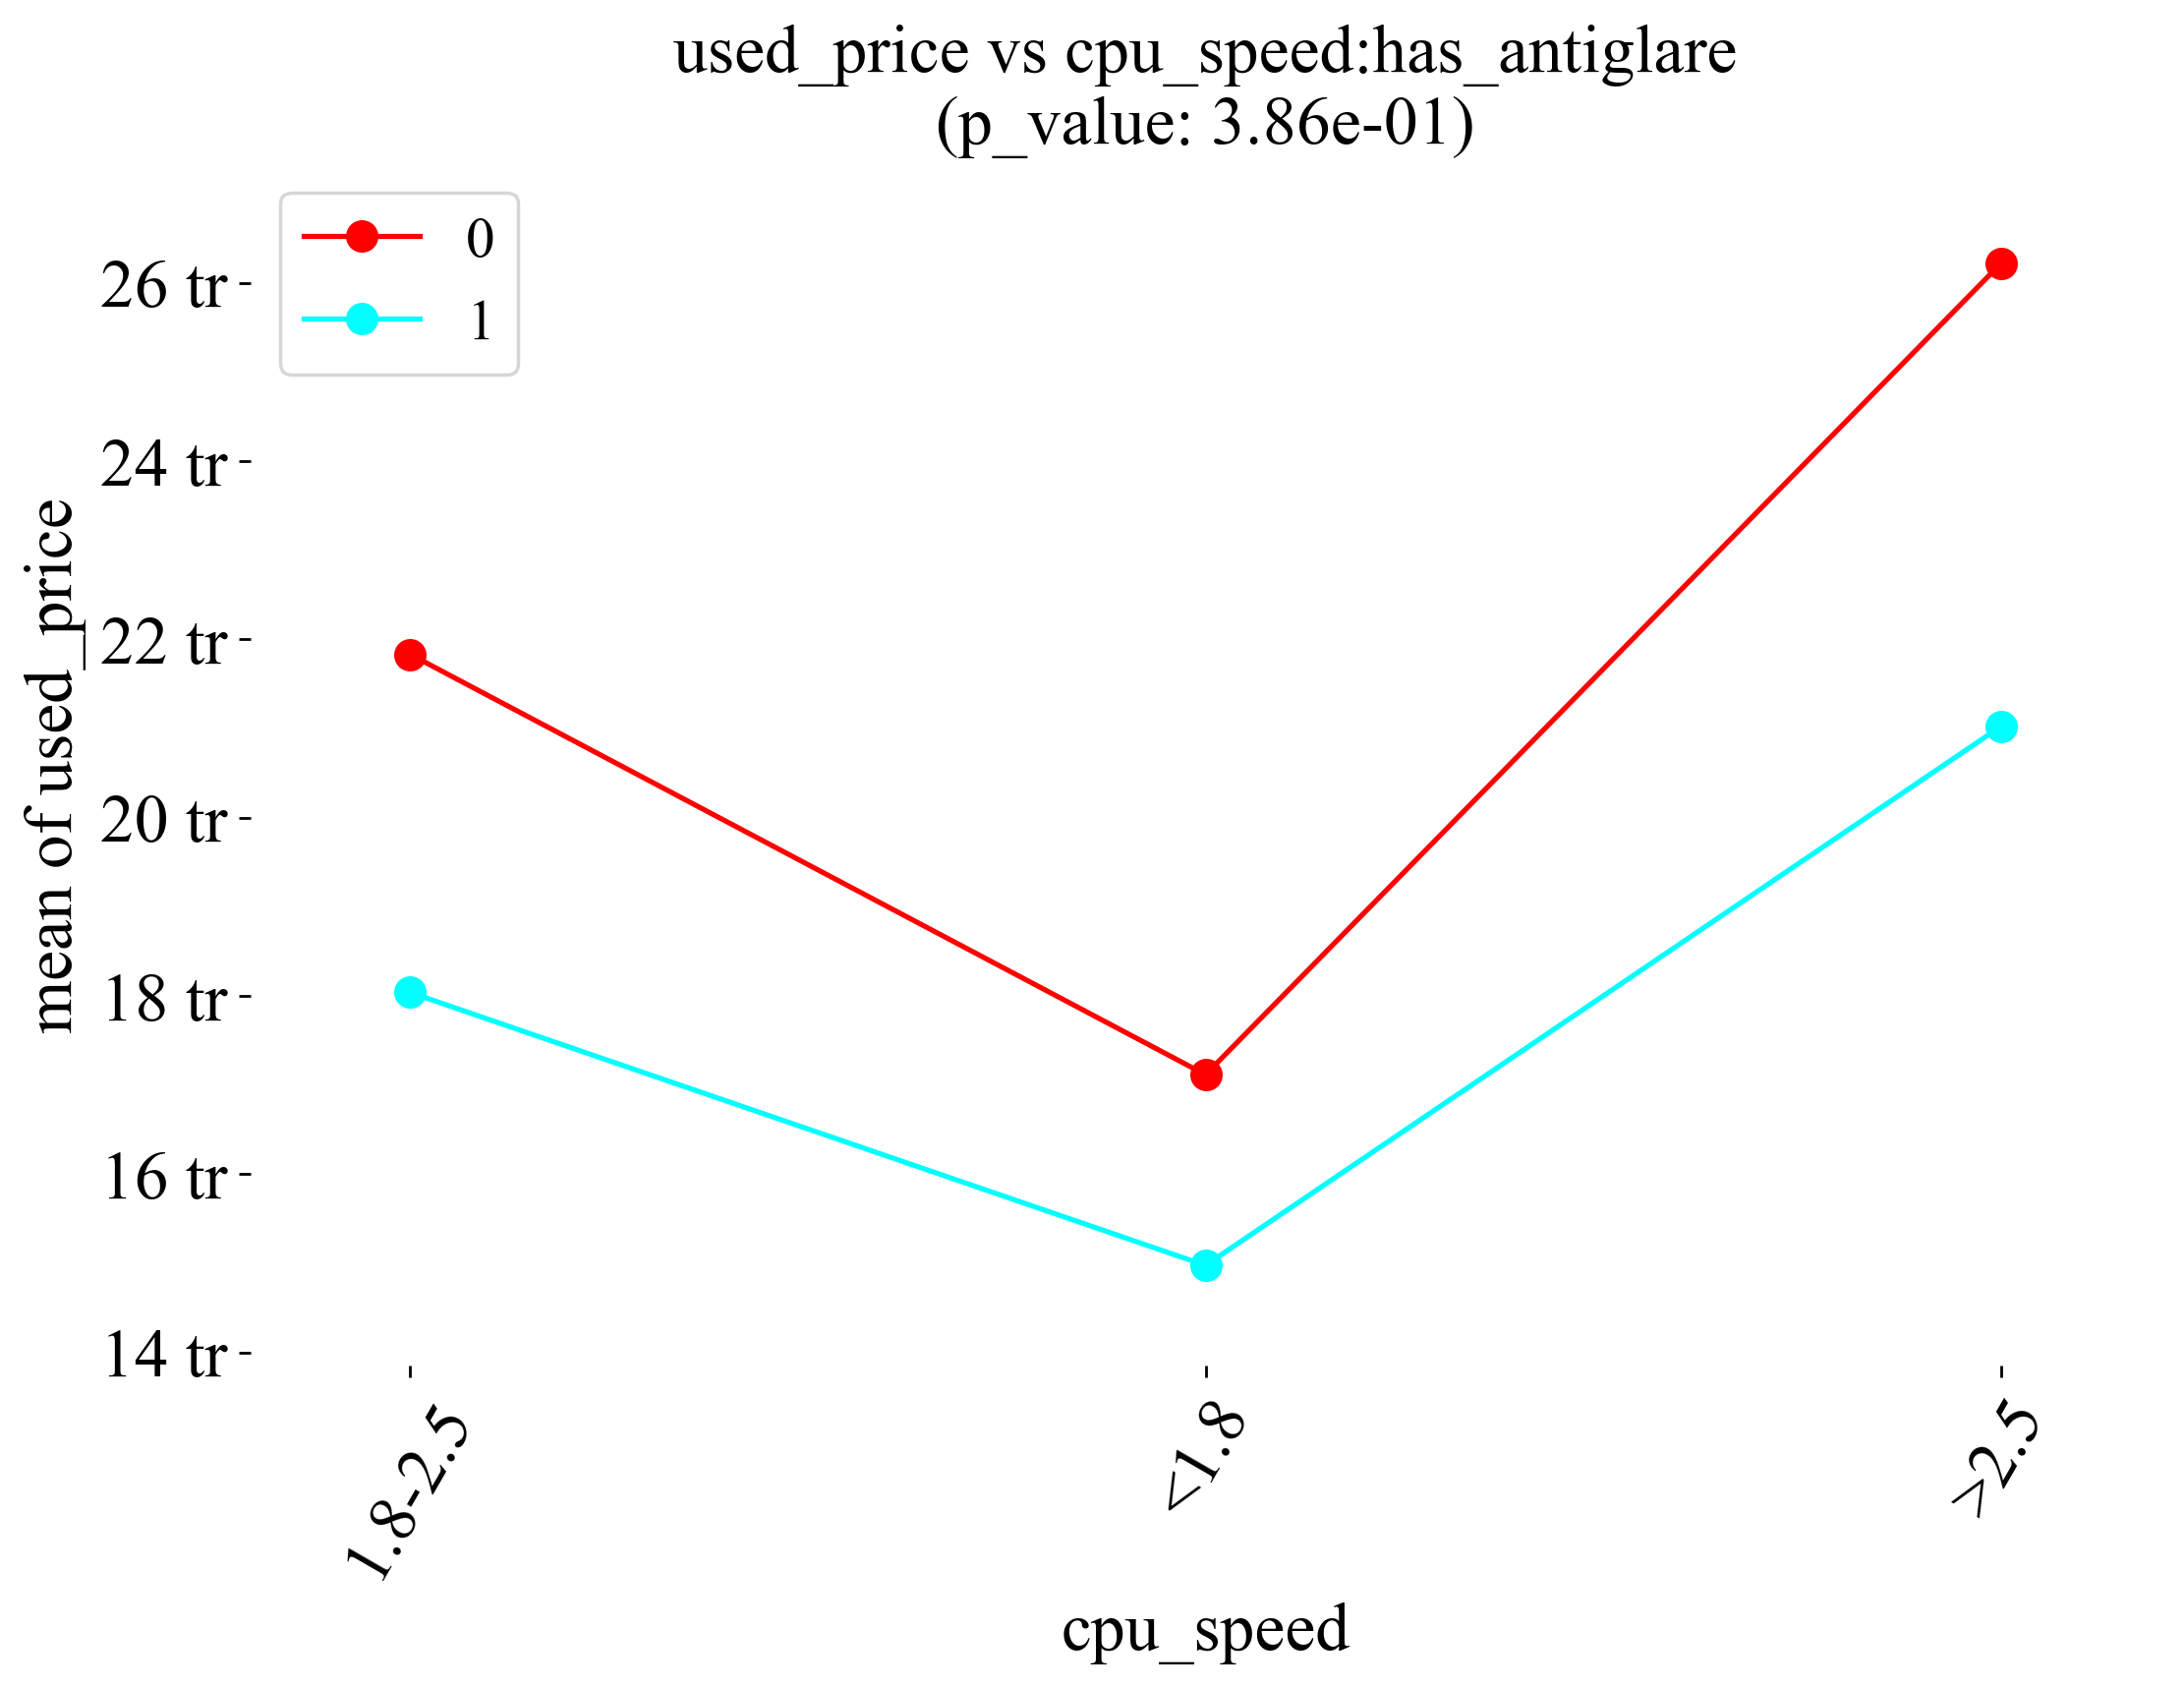 used_price vs cpu_speed:has_antiglare
(p_value: 3.86e-01)
0
1
26 tr
24 tr
22 tr
20 tr
18 tr
16 tr
14 tr
mean of used_price
1.8-2.5
<1.8
>2.5
cpu_speed